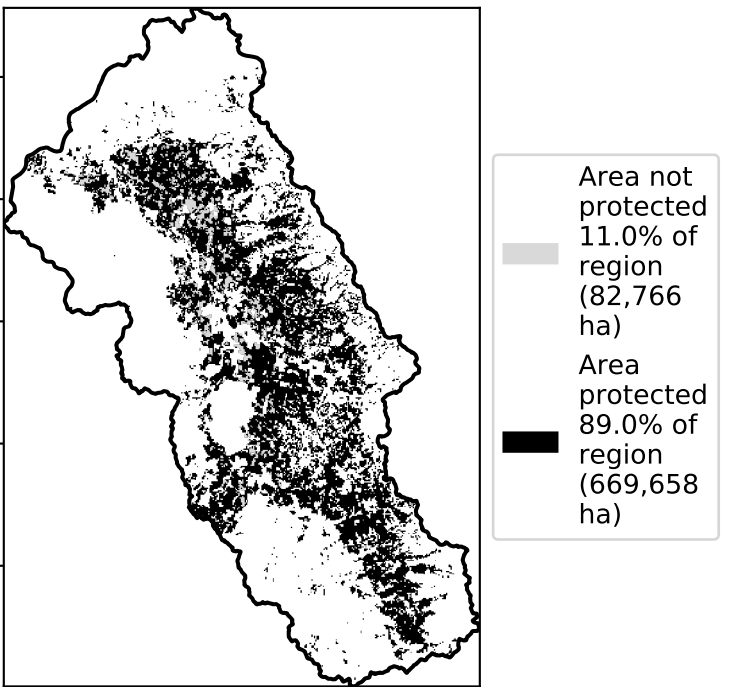 Area not
protected
11.0% of
region
(82,766
ha)
Area
protected
89.0% of
region
(669,658
ha)